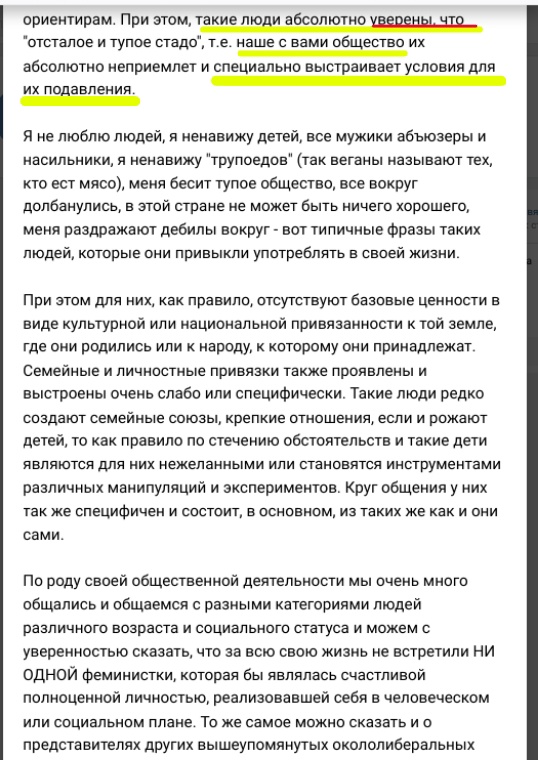 ориентирам. При этом, такие люди абсолютно уверены, что
"отсталое и тупое стадо", т.е. наше с вами общество их
абсолютно неприемлет и специально выстраивает условия для
их подавления.
Я не люблю людей, я ненавижу детей, все мужики абъюзеры и
насильники, я ненавижу "трупоедов" (так веганы называют тех,
кто ест мясо), меня бесит тупое общество, все вокруг
долбанулись, в этой стране не может быть ничего хорошего,
меня раздражают дебилы вокруг - вот типичные фразы таких
людей, которые они привыкли употреблять в своей жизни.
При этом для них, как правило, отсутствуют базовые ценности в
виде культурной или национальной привязанности к той земле,
где они родились или к народу, к которому они принадлежат.
Семейные и личностные привязки также проявлены и
выстроены очень слабо или специфически. Такие люди редко
создают семейные союзы, крепкие отношения, если и рожают
детей, то как правило по стечению обстоятельств и такие дети
являются для них нежеланными или становятся инструментами
различных манипуляций и экспериментов. Круг общения у них
так же специфичен и состоит, в основном, из таких же как и они
сами.
По роду своей общественной деятельности мы очень много
общались и общаемся с разными категориями людей
различного возраста и социального статуса и можем с
уверенностью сказать, что за всю свою жизнь не встретили НИ
ОДНОЙ феминистки, которая бы являлась счастливой
полноценной личностью, реализовавшей себя в человеческом
или социальном плане. То же самое можно сказать и о
представителях других вышеупомянутых окололиберальных